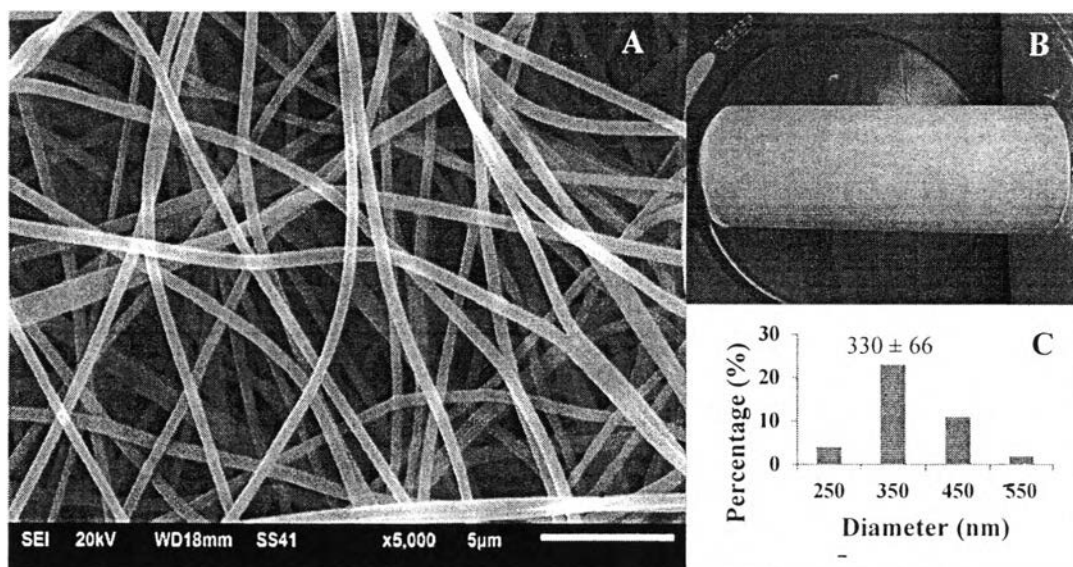 A
SEI 20kV WD18mm SS41 x5,000 5µm
B
C
330 ± 66
Percentage (%)
30
20
10
0
250 350 450 550
Diameter (nm)